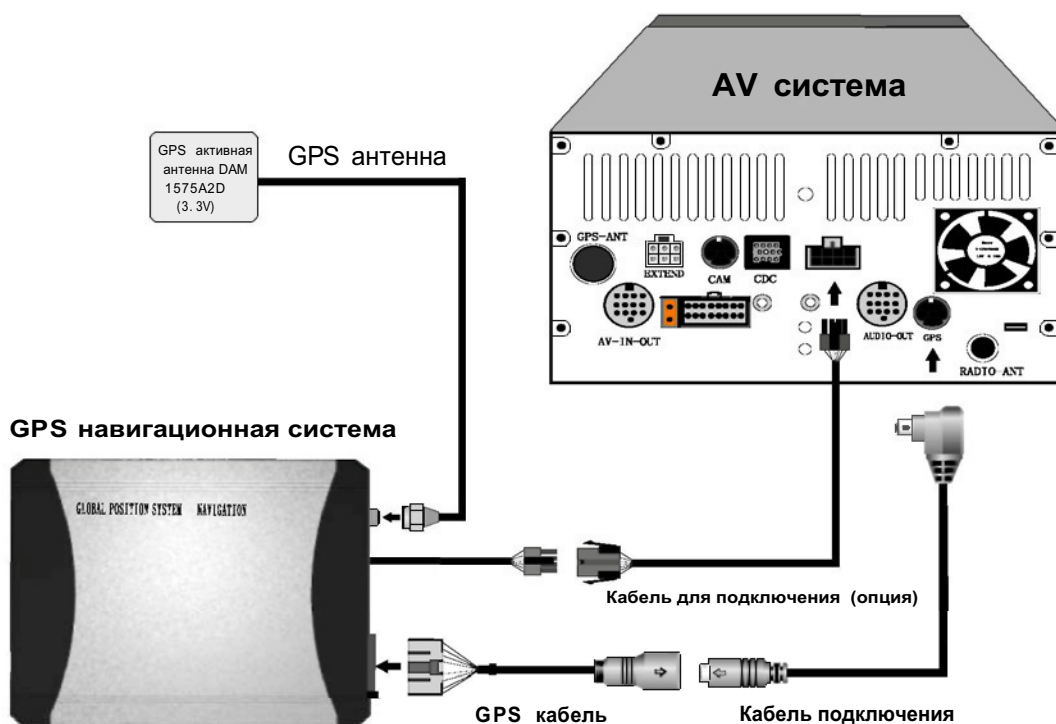 AV система
GPS активная
антенна DAM
1575A2D
(3.3V)
GPS антенна
GPS-ANT
EXTEND
CAM
CDC
AV-IN-OUT
AUDIO-OUT
GPS
RADIO-ANT
GPS навигационная система
GLOBAL POSITION SYSTEM NAVIGATION
Кабель для подключения (опция)
GPS кабель
Кабель подключения